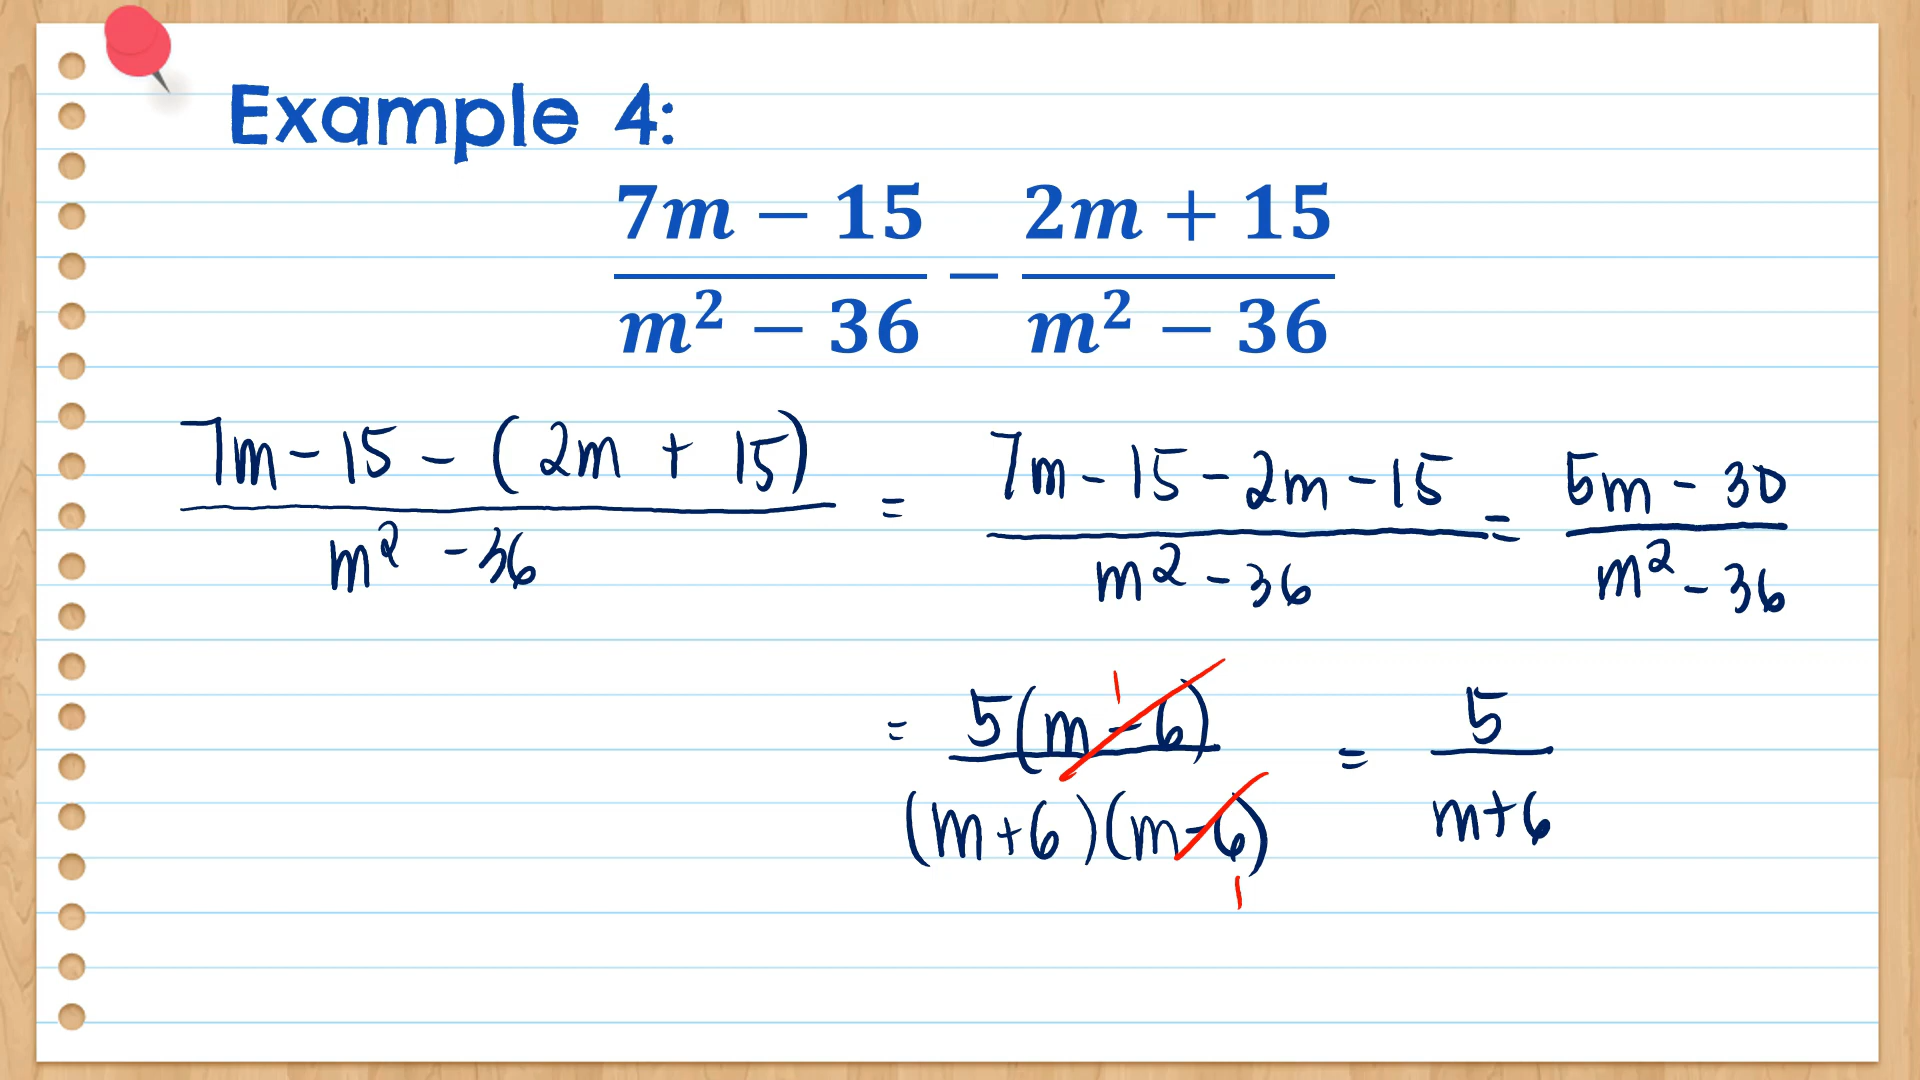 Example 4:
7m − 15 − 2m + 15
m² − 36 m² − 36
7m - 15 - (2m + 15) = 7m - 15 - 2m - 15 = 5m - 30
m² - 36 m² - 36 m² - 36
1
= 5(m - 6) = 5
(m + 6)(m - 6) m + 6
1